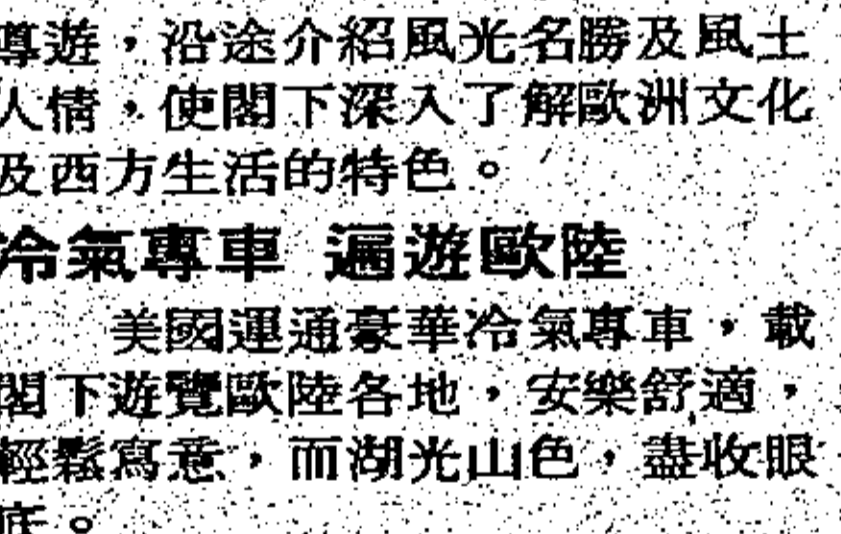 導遊，沿途介紹風光名勝及風土
人情，使閣下深入了解歐洲文化
及西方生活的特色。
冷氣專車 遍遊歐陸
美國運通豪華冷氣專車，載
閣下遊覽歐陸各地，安樂舒適，
輕鬆寫意，而湖光山色，盡收眼
底。